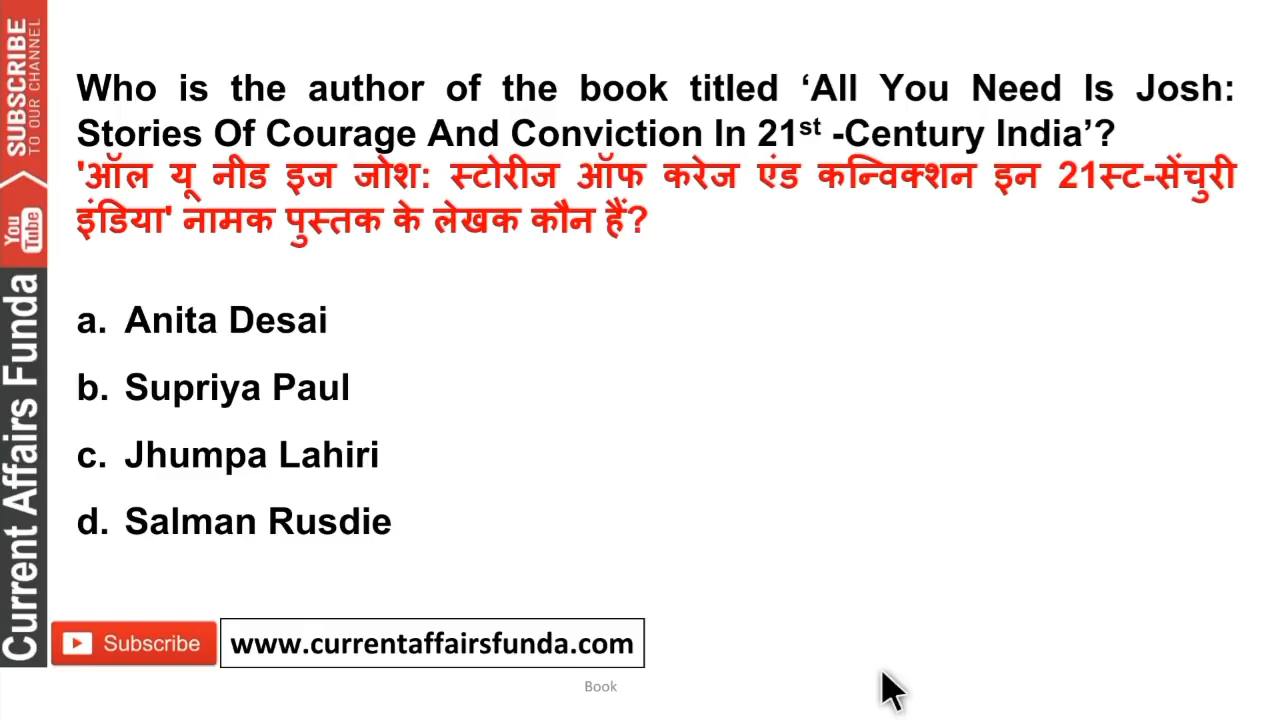 Who is the author of the book titled ‘All You Need Is Josh:
Stories Of Courage And Conviction In 21st -Century India’?
'ऑल यू नीड इज जोश: स्टोरीज ऑफ करेज एंड कन्विक्शन इन 21स्ट-सेंचुरी
इंडिया' नामक पुस्तक के लेखक कौन हैं?
a. Anita Desai
b. Supriya Paul
c. Jhumpa Lahiri
d. Salman Rusdie
SUBSCRIBE
TO OUR CHANNEL
You
Tube
Current Affairs Funda
Subscribe
www.currentaffairsfunda.com
Book